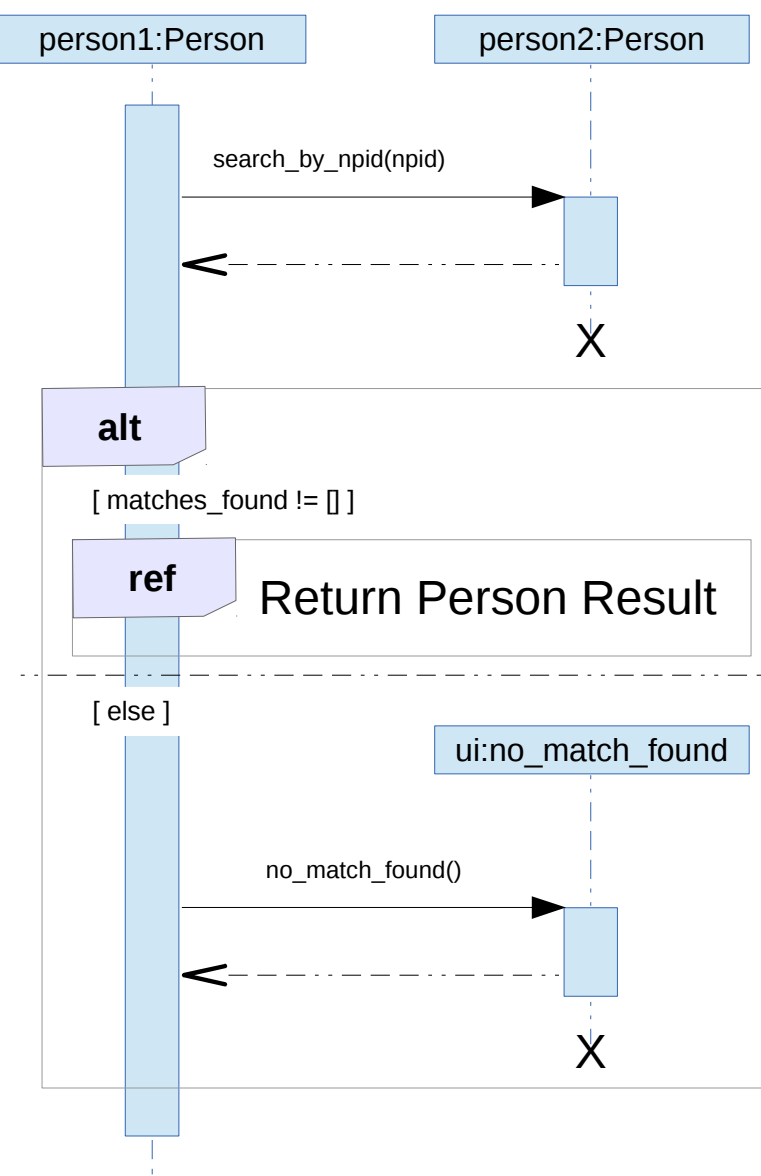 person1:Person
person2:Person
search_by_npid(npid)
X
alt
[ matches_found != [] ]
ref
Return Person Result
[ else ]
ui:no_match_found
no_match_found()
X